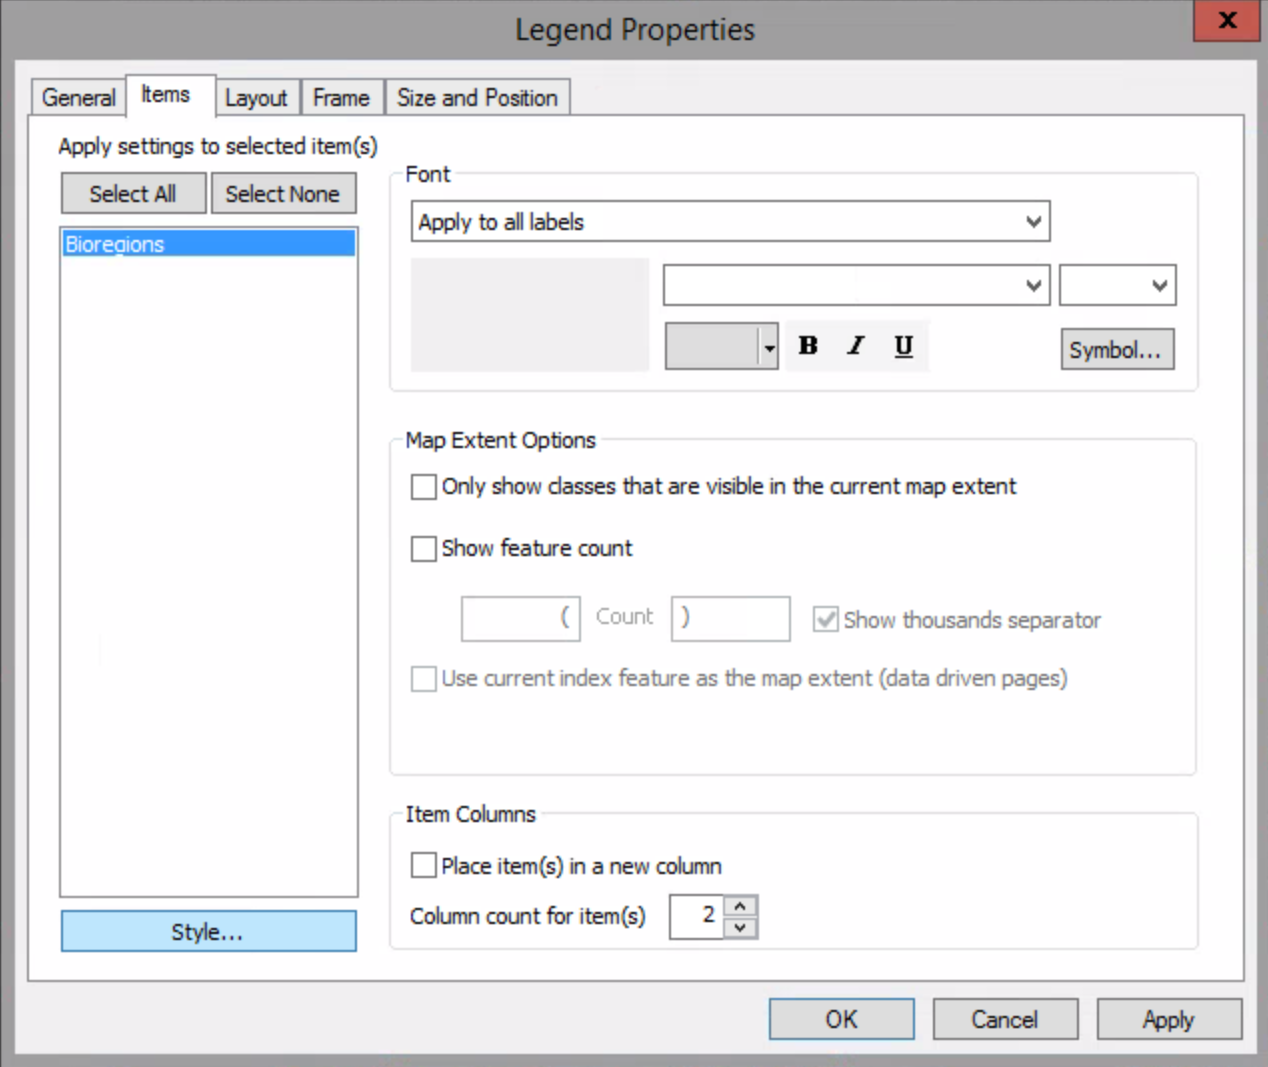 Legend Properties
x
General Items Layout Frame Size and Position
Apply settings to selected item(s)
Select All Select None
Bioregions
Style...
Font
Apply to all labels
B I U
Symbol...
Map Extent Options
Only show classes that are visible in the current map extent
Show feature count
( Count ) Show thousands separator
Use current index feature as the map extent (data driven pages)
Item Columns
Place item(s) in a new column
Column count for item(s) 2
OK Cancel Apply